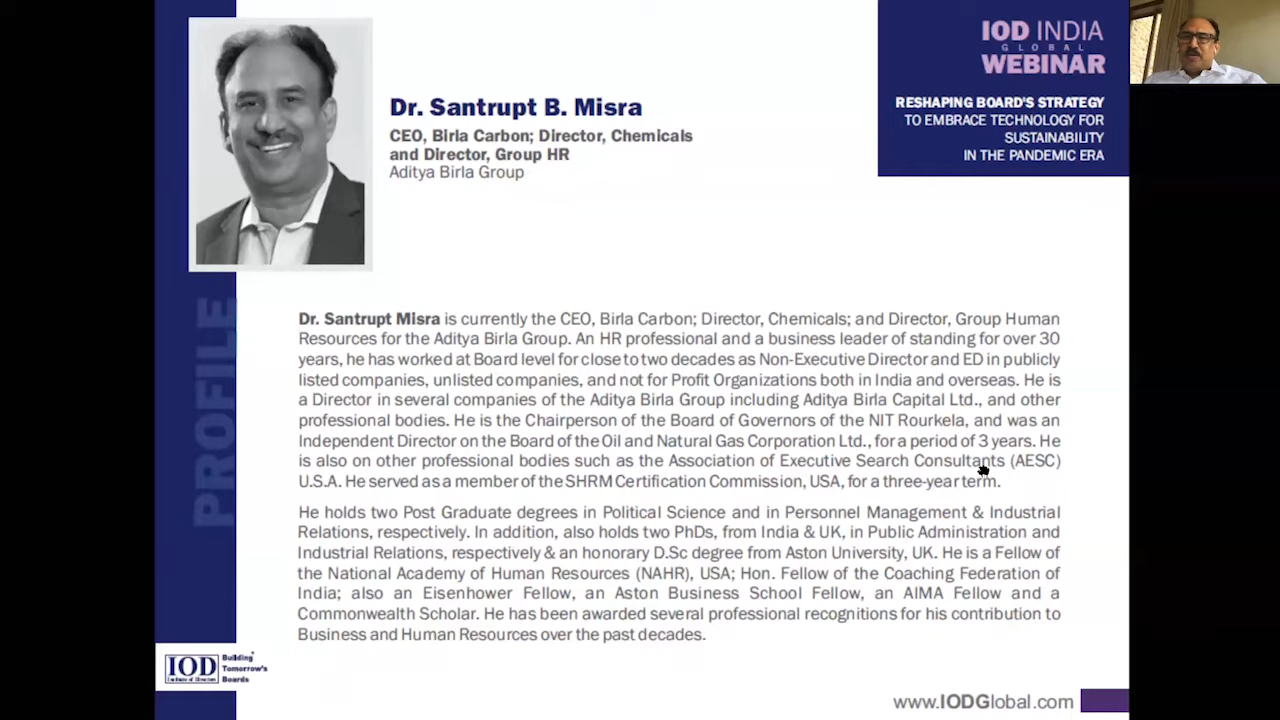 IOD INDIA
GLOBAL
WEBINAR
RESHAPING BOARD'S STRATEGY
TO EMBRACE TECHNOLOGY FOR
SUSTAINABILITY
IN THE PANDEMIC ERA
Dr. Santrupt B. Misra
CEO, Birla Carbon; Director, Chemicals
and Director, Group HR
Aditya Birla Group
PROFILE
Dr. Santrupt Misra is currently the CEO, Birla Carbon; Director, Chemicals; and Director, Group Human
Resources for the Aditya Birla Group. An HR professional and a business leader of standing for over 30
years, he has worked at Board level for close to two decades as Non-Executive Director and ED in publicly
listed companies, unlisted companies, and not for Profit Organizations both in India and overseas. He is
a Director in several companies of the Aditya Birla Group including Aditya Birla Capital Ltd., and other
professional bodies. He is the Chairperson of the Board of Governors of the NIT Rourkela, and was an
Independent Director on the Board of the Oil and Natural Gas Corporation Ltd., for a period of 3 years. He
is also on other professional bodies such as the Association of Executive Search Consultants (AESC)
U.S.A. He served as a member of the SHRM Certification Commission, USA, for a three-year term.
He holds two Post Graduate degrees in Political Science and in Personnel Management & Industrial
Relations, respectively. In addition, also holds two PhDs, from India & UK, in Public Administration and
Industrial Relations, respectively & an honorary D.Sc degree from Aston University, UK. He is a Fellow of
the National Academy of Human Resources (NAHR), USA; Hon. Fellow of the Coaching Federation of
India; also an Eisenhower Fellow, an Aston Business School Fellow, an AIMA Fellow and a
Commonwealth Scholar. He has been awarded several professional recognitions for his contribution to
Business and Human Resources over the past decades.
IOD
Institute of Directors
Building
Tomorrow's
Boards
www.IODGlobal.com